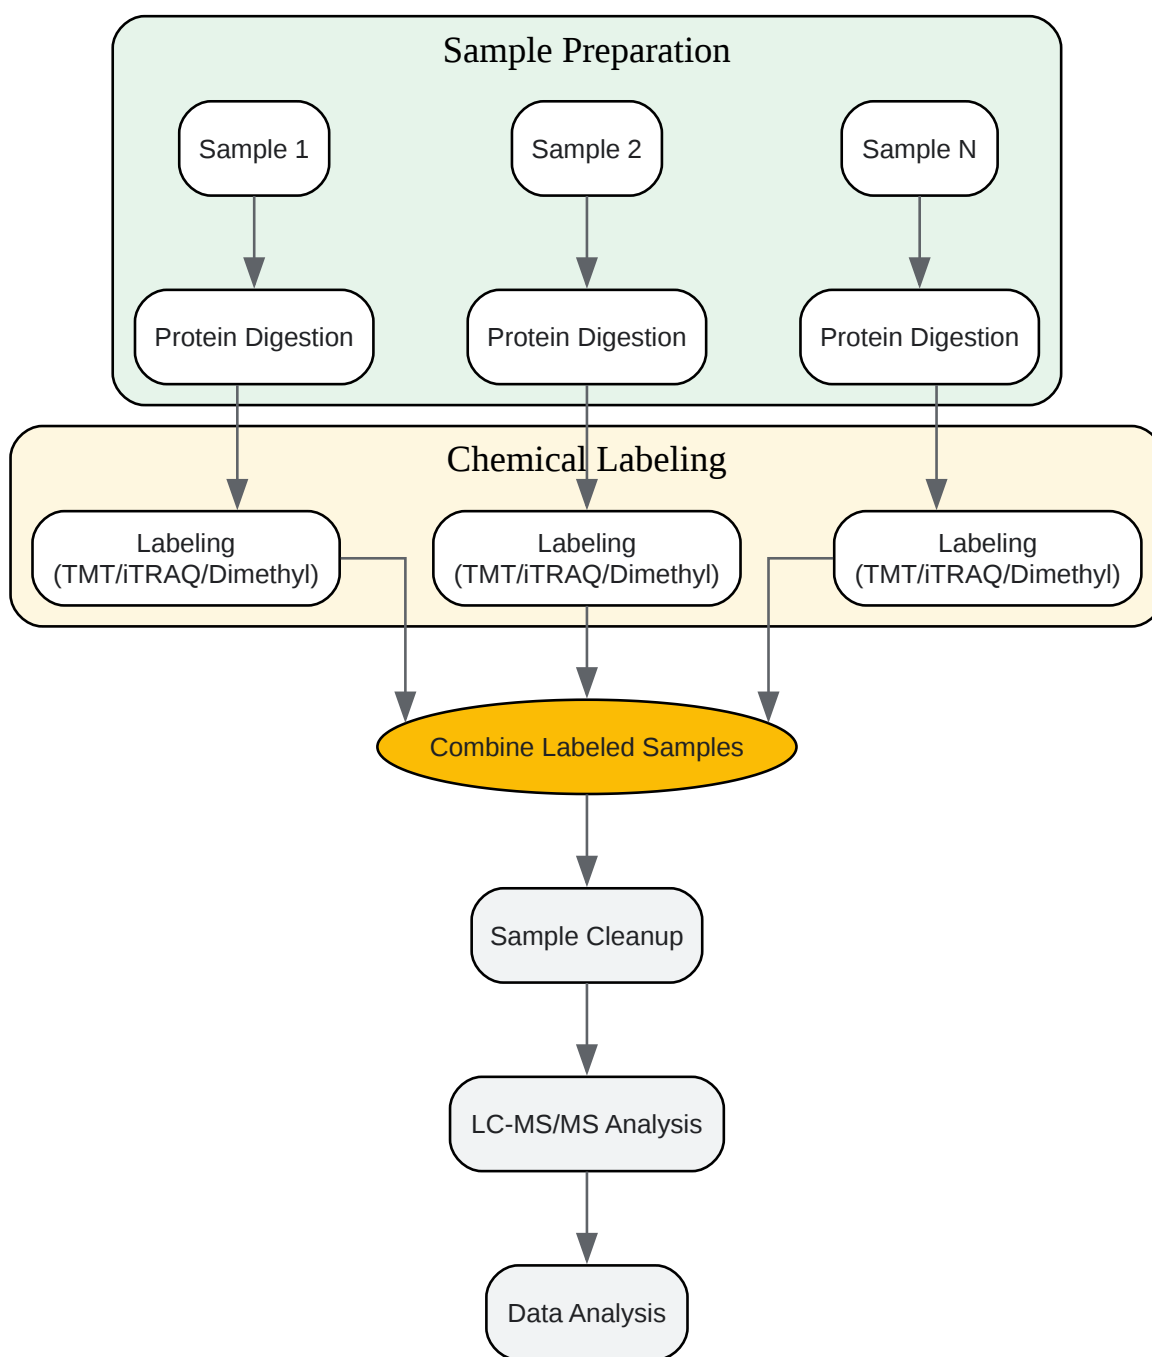 Sample Preparation
Sample 1
Sample 2
Sample N
Protein Digestion
Protein Digestion
Protein Digestion
Chemical Labeling
Labeling
(TMT/iTRAQ/Dimethyl)
Labeling
(TMT/iTRAQ/Dimethyl)
Labeling
(TMT/iTRAQ/Dimethyl)
Combine Labeled Samples
Sample Cleanup
LC-MS/MS Analysis
Data Analysis